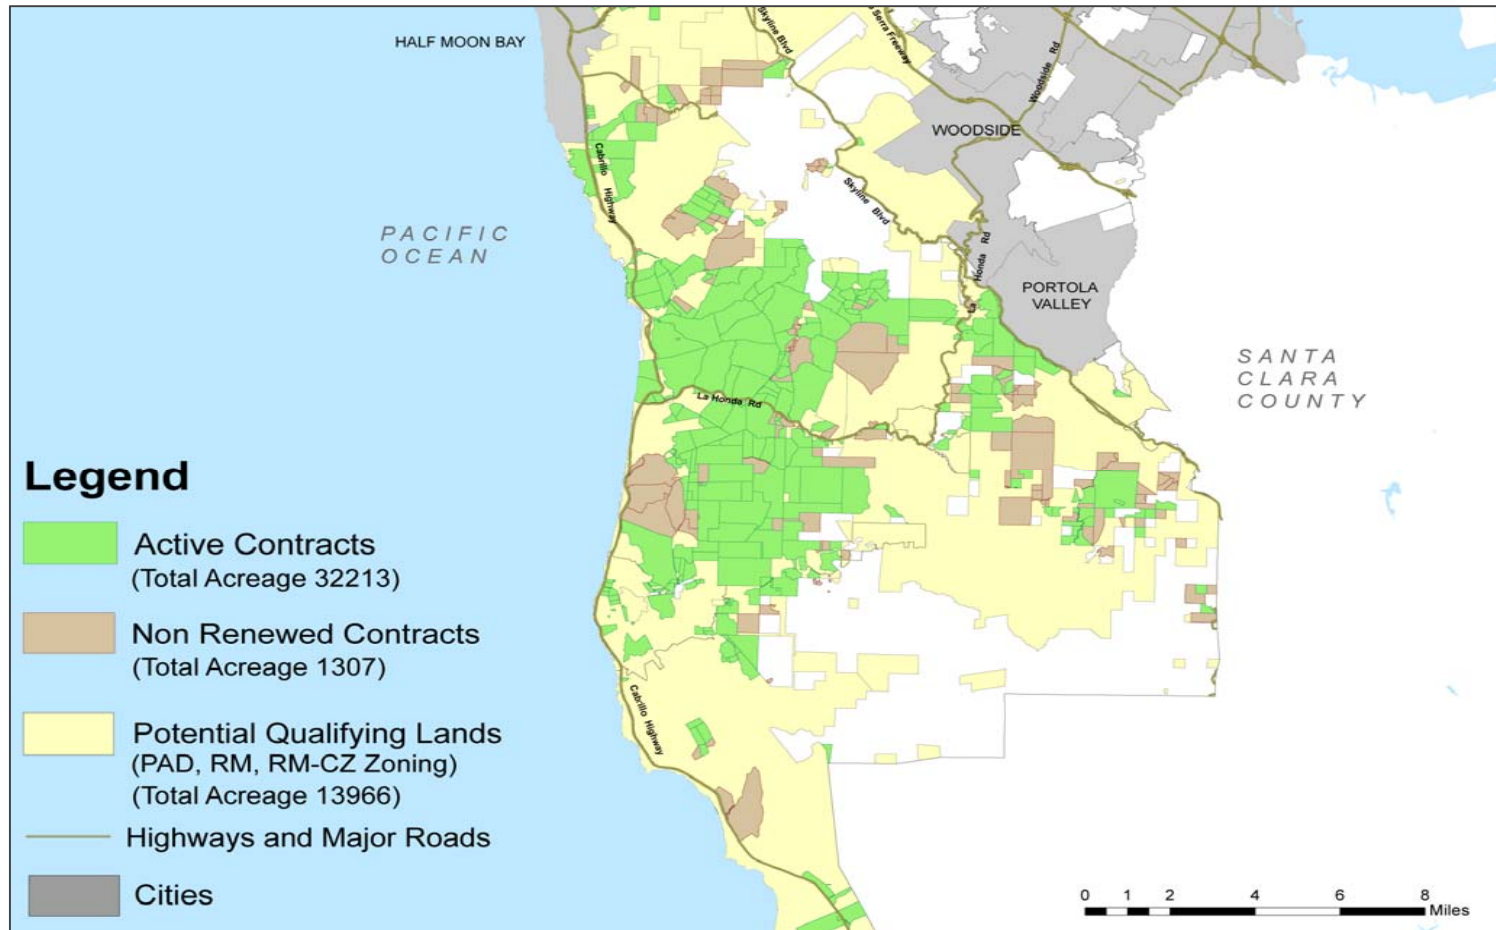 HALF MOON BAY
Skyline Blvd
Serra Freeway
Woodside Rd
WOODSIDE
Cabrillo Highway
Skyline Blvd
PACIFIC
OCEAN
La Honda Rd
PORTOLA
VALLEY
SANTA
CLARA
COUNTY
La Honda Rd
Legend
Active Contracts
(Total Acreage 32213)
Non Renewed Contracts
(Total Acreage 1307)
Cabrillo Highway
Potential Qualifying Lands
(PAD, RM, RM-CZ Zoning)
(Total Acreage 13966)
Highways and Major Roads
Cities
0 1 2 4 6 8
Miles